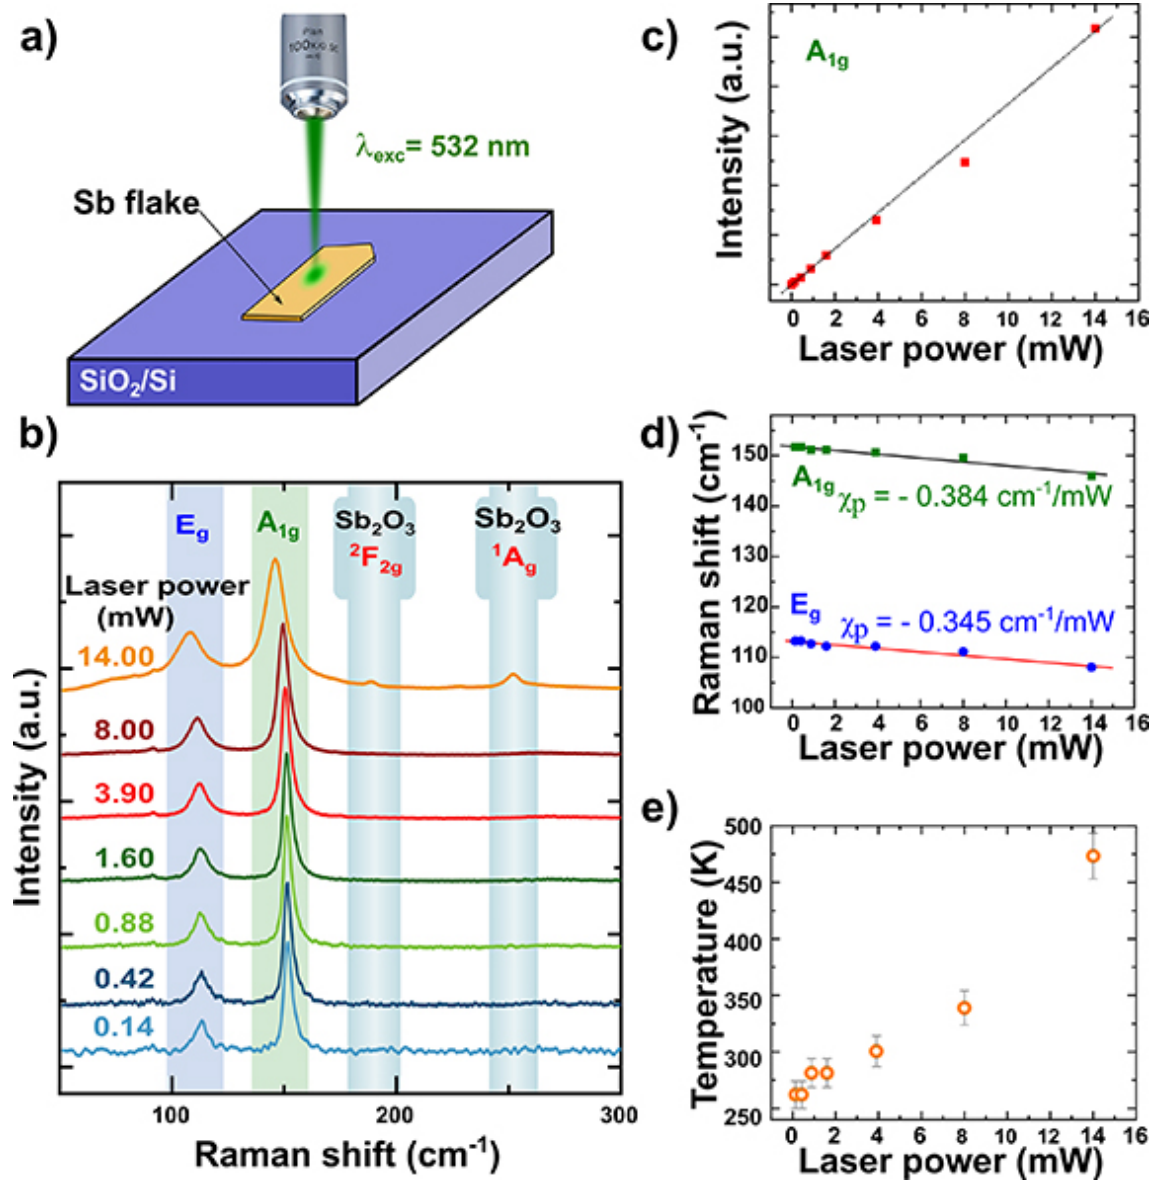 a)
Plan
100X/0.
λexc= 532 nm
Sb flake
SiO2/Si
b)
Eg
A1g
Sb2O3
2F2g
Sb2O3
1Ag
Laser power
(mW)
14.00
8.00
3.90
1.60
0.88
0.42
0.14
Intensity (a.u.)
100
150
200
250
300
Raman shift (cm-1)
c)
A1g
Intensity (a.u.)
0 2 4 6 8 10 12 14 16
Laser power (mW)
d)
150
140
130
120
110
100
Raman shift (cm-1)
A1g χp = - 0.384 cm-1/mW
Eg χp = - 0.345 cm-1/mW
0 2 4 6 8 10 12 14 16
Laser power (mW)
e)
500
450
400
350
300
250
Temperature (K)
0 2 4 6 8 10 12 14 16
Laser power (mW)